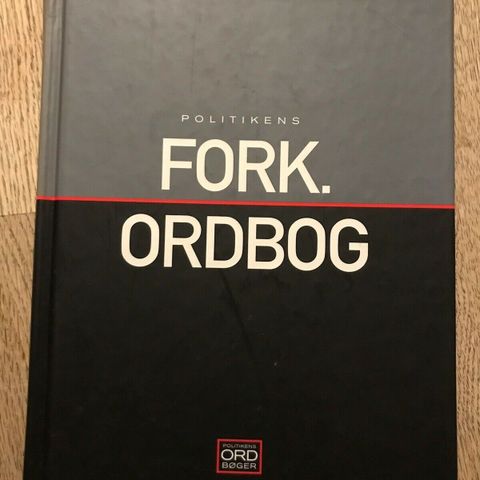 POLITIKENS
FORK.
ORDBOG
POLITIKENS
ORD
BØGER